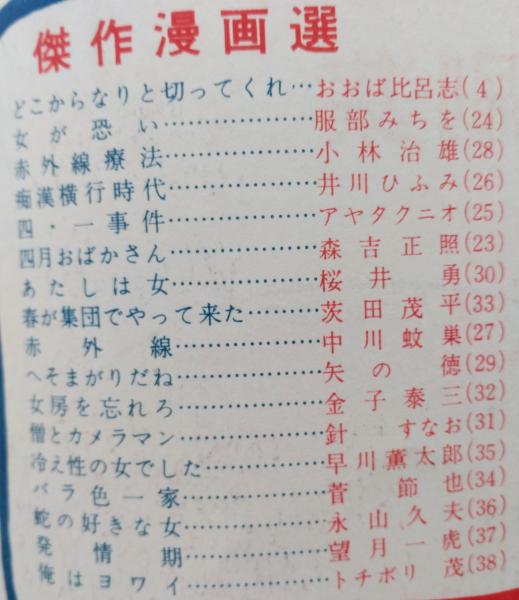 傑作漫画選
どこからなりと切ってくれ…おおば比呂志(4)
女が恐い………………服部みちを(24)
赤外線療法………………小林治雄(28)
痴漢横行時代………………井川ひふみ(26)
四・一事件………………アヤタクニオ(25)
四月おばかさん………………森吉正照(23)
あたしは女………………桜井勇(30)
春が集団でやって来た………茨田茂平(33)
赤外線………………中川蚊巣(27)
へそまがりだね………………矢の徳(29)
女房を忘れろ………………金子泰三(32)
僧とカメラマン………………針すなお(31)
冷え性の女でした…………早川薫太郎(35)
バラ色一家………………菅節也(34)
蛇の好きな女………………永山久夫(36)
発情期………………望月一虎(37)
俺はヨワイ………………トチボリ茂(38)